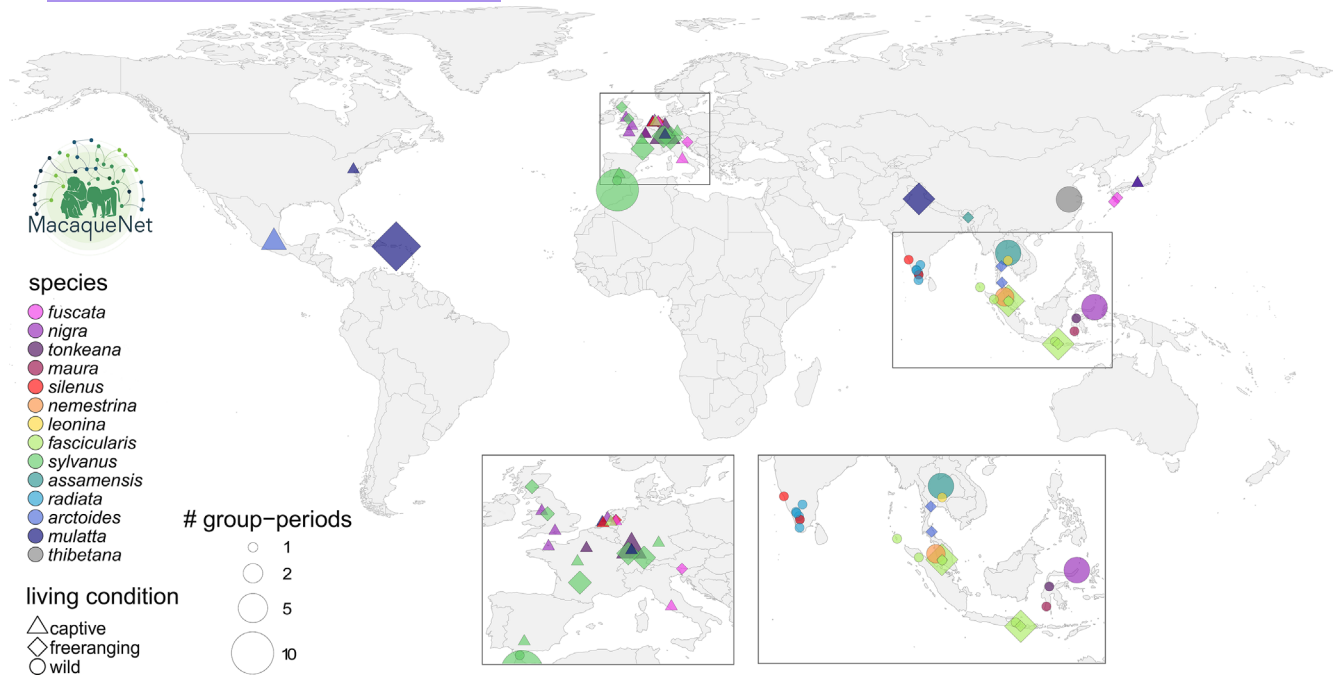 MacaqueNet
species
fuscata
nigra
tonkeana
maura
silenus
nemestrina
leonina
fascicularis
sylvanus
assamensis
radiata
arctoides
mulatta
thibetana
living condition
captive
freeranging
wild
# group−periods
1
2
5
10